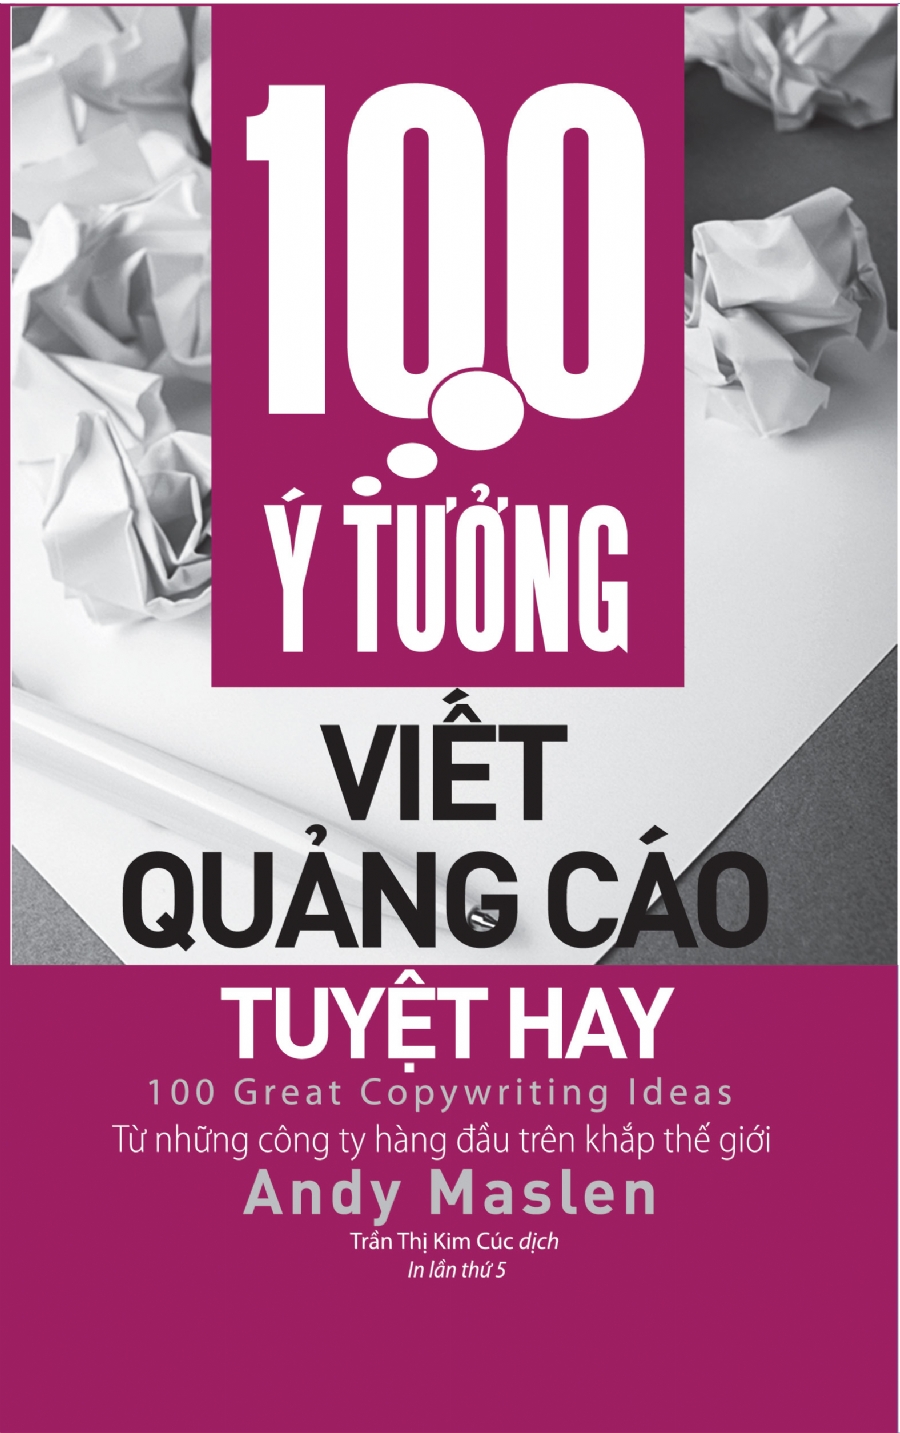 100
Ý TƯỞNG
VIẾT
QUẢNG CÁO
TUYỆT HAY
100 Great Copywriting Ideas
Từ những công ty hàng đầu trên khắp thế giới
Andy Maslen
Trần Thị Kim Cúc dịch
In lần thứ 5